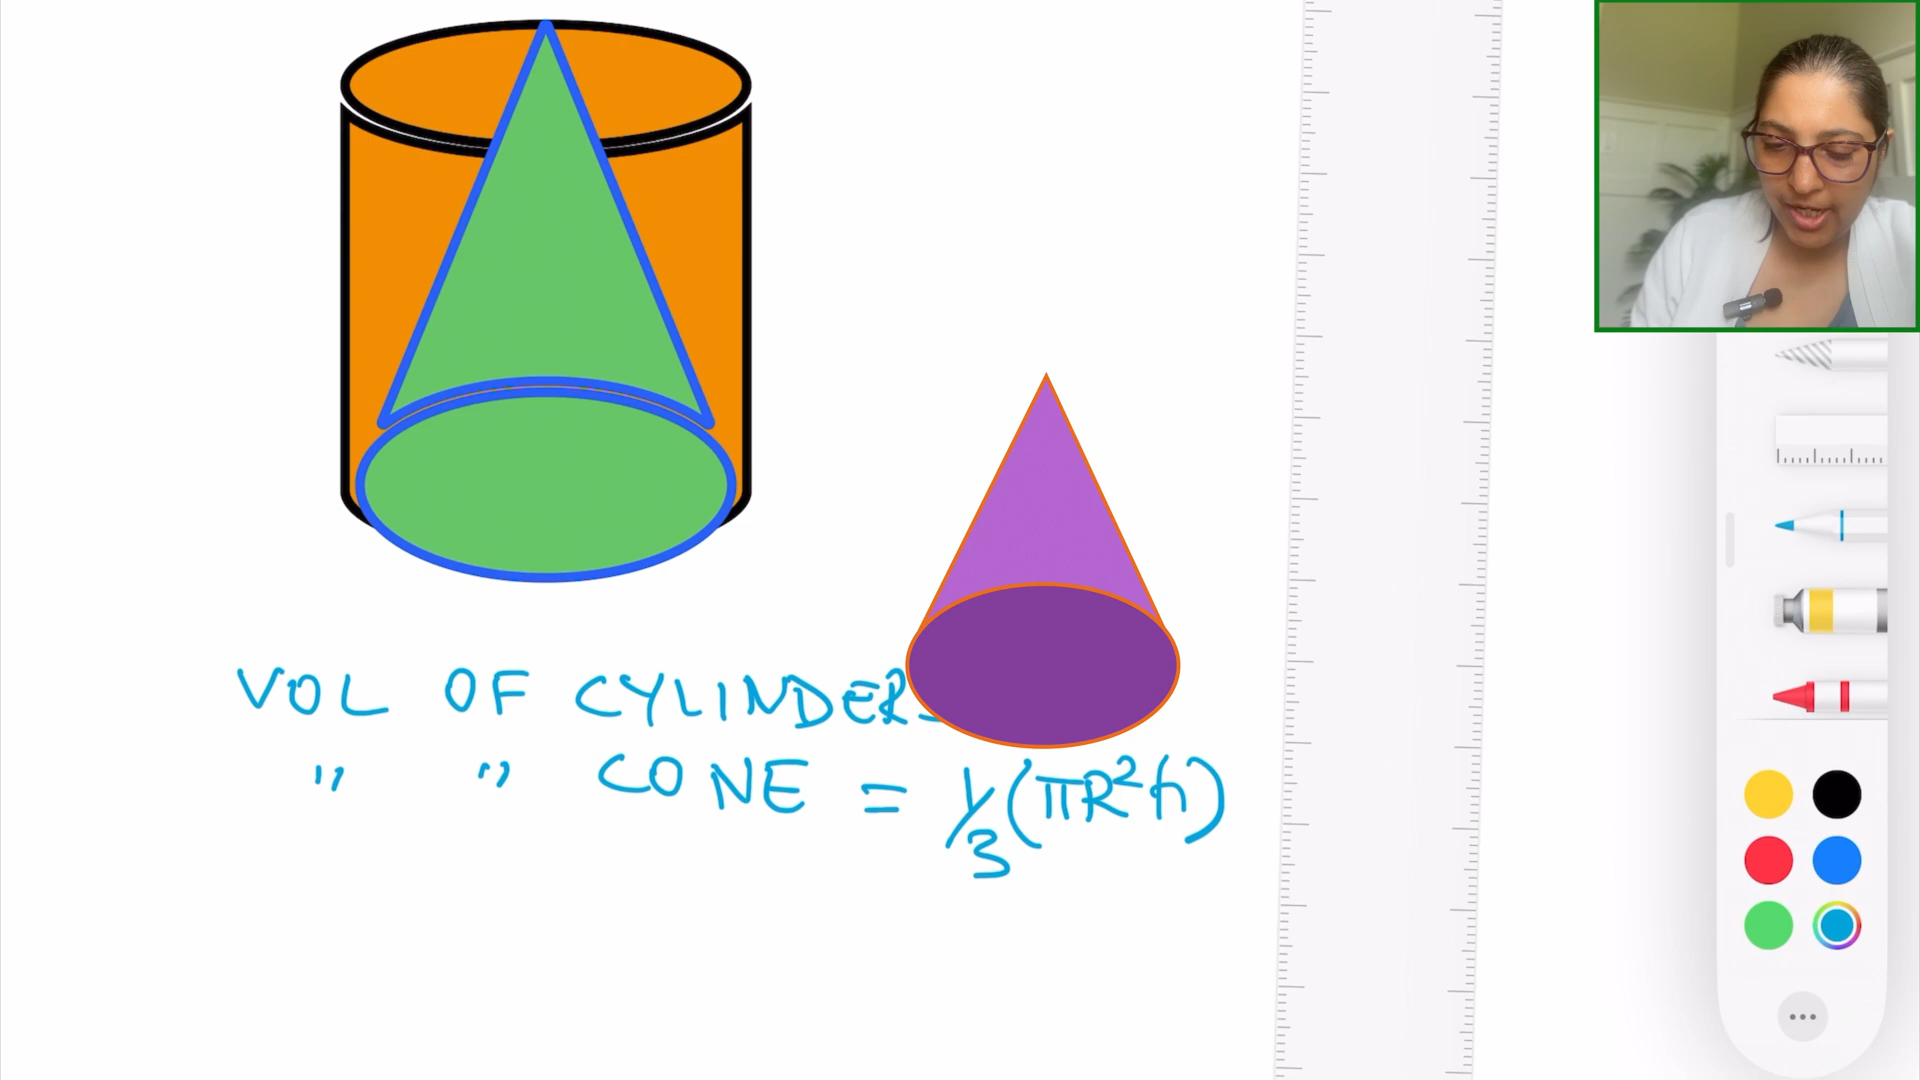 VOL OF CYLINDER
" " CONE = 1/3 (πR²h)